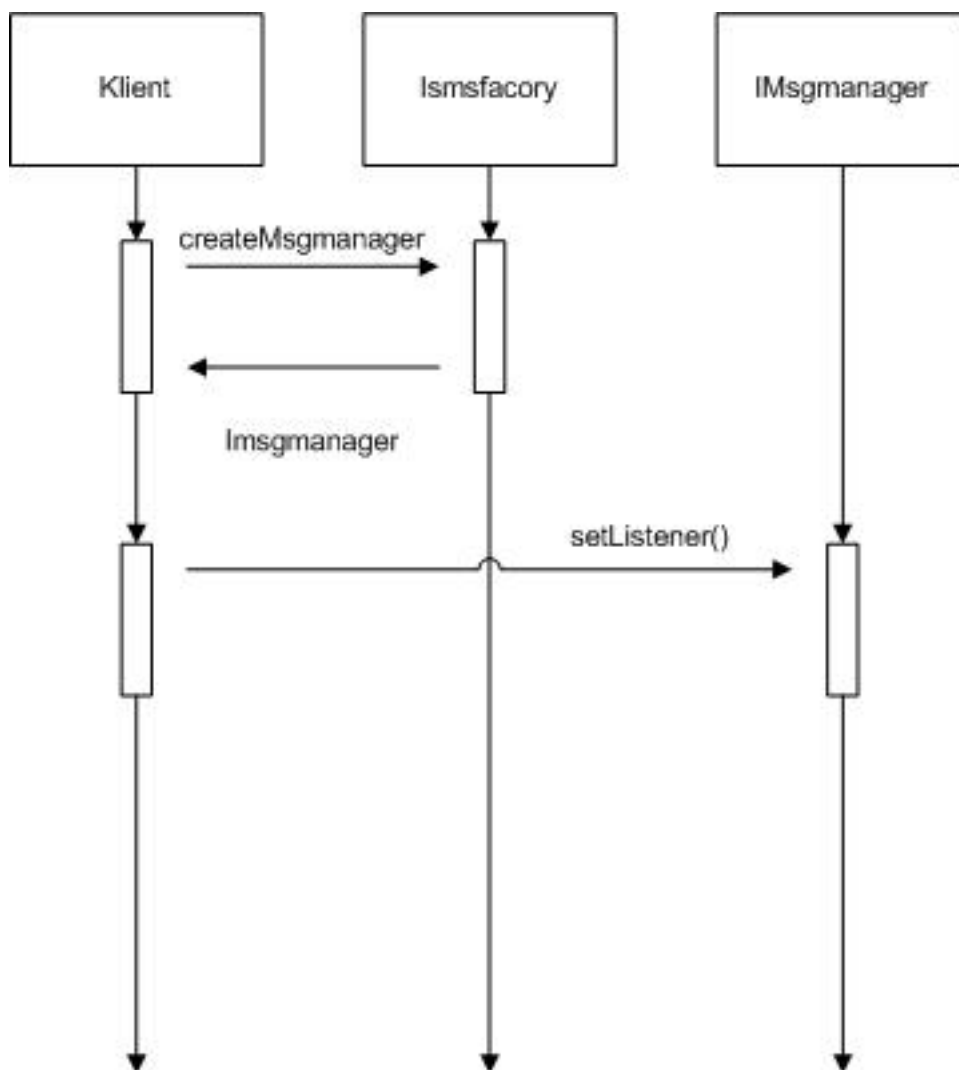 Klient
Ismsfacory
IMsgmanager
createMsgmanager
Imsgmanager
setListener()